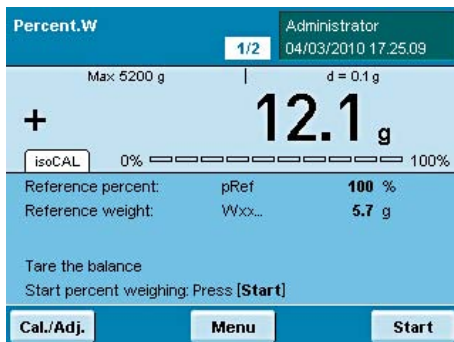 Percent.W
1/2
Administrator
04/03/2010 17.25.09
Max 5200 g
d = 0.1 g
+ 12.1 g
isoCAL 0% 100%
Reference percent: pRef 100 %
Reference weight: Wxx... 5.7 g
Tare the balance
Start percent weighing: Press [Start]
Cal./Adj. Menu Start